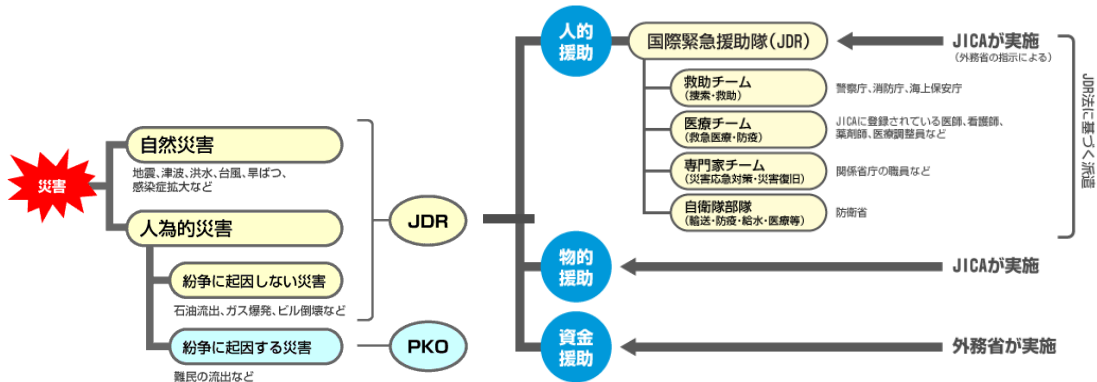 災害
自然災害
地震、津波、洪水、台風、旱ばつ、
感染症拡大など
人為的災害
紛争に起因しない災害
石油流出、ガス爆発、ビル倒壊など
紛争に起因する災害
難民の流出など
JDR
PKO
人的
援助
国際緊急援助隊(JDR)
JICAが実施
(外務省の指示による)
救助チーム
(捜索・救助)
警察庁、消防庁、海上保安庁
医療チーム
(救急医療・防疫)
JICAに登録されている医師、看護師、
薬剤師、医療調整員など
専門家チーム
(災害応急対策・災害復旧)
関係省庁の職員など
自衛隊部隊
(輸送・防疫・給水・医療等)
防衛省
JDR法に基づく派遣
物的
援助
JICAが実施
資金
援助
外務省が実施